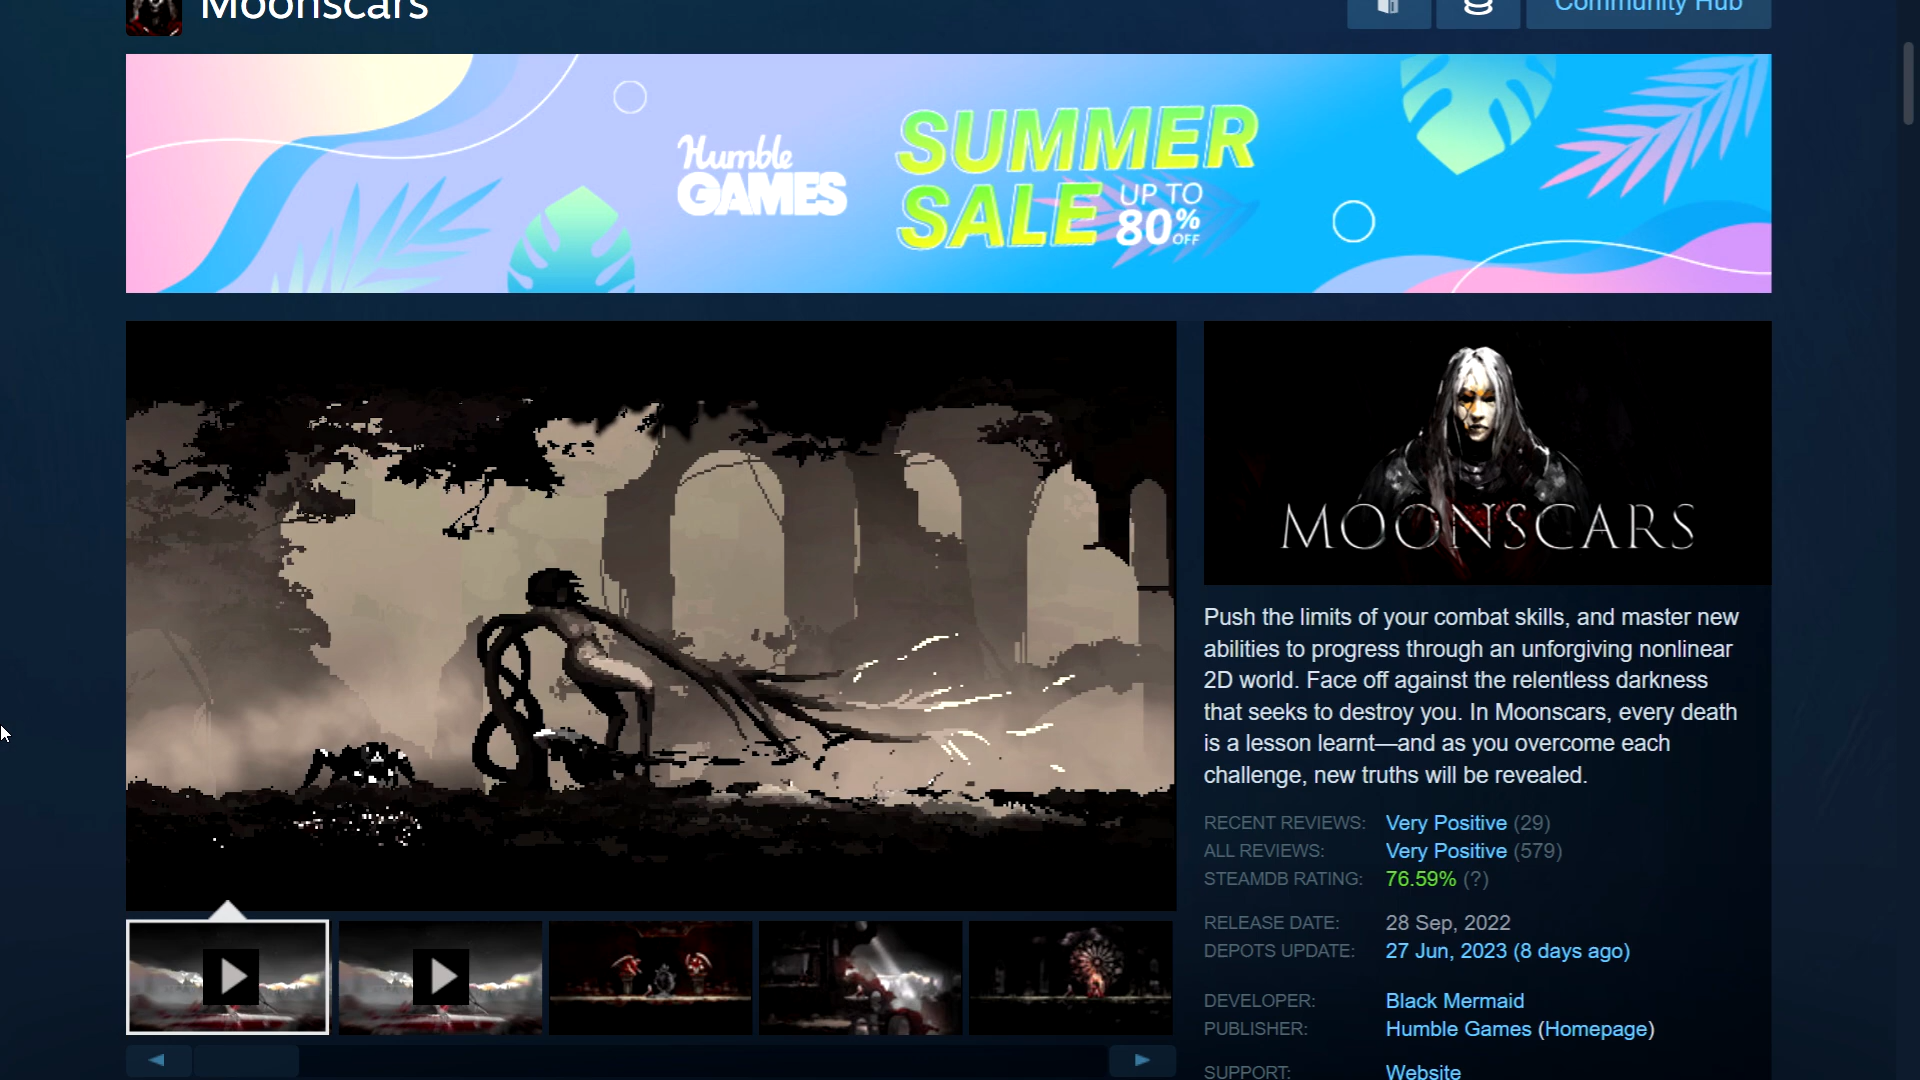 Moonscars
Community Hub
Humble
GAMES
SUMMER
SALE UP TO
80% OFF
MOONSCARS
Push the limits of your combat skills, and master new
abilities to progress through an unforgiving nonlinear
2D world. Face off against the relentless darkness
that seeks to destroy you. In Moonscars, every death
is a lesson learnt—and as you overcome each
challenge, new truths will be revealed.
RECENT REVIEWS: Very Positive (29)
ALL REVIEWS: Very Positive (579)
STEAMDB RATING: 76.59% (?)
RELEASE DATE: 28 Sep, 2022
DEPOTS UPDATE: 27 Jun, 2023 (8 days ago)
DEVELOPER: Black Mermaid
PUBLISHER: Humble Games (Homepage)
SUPPORT: Website